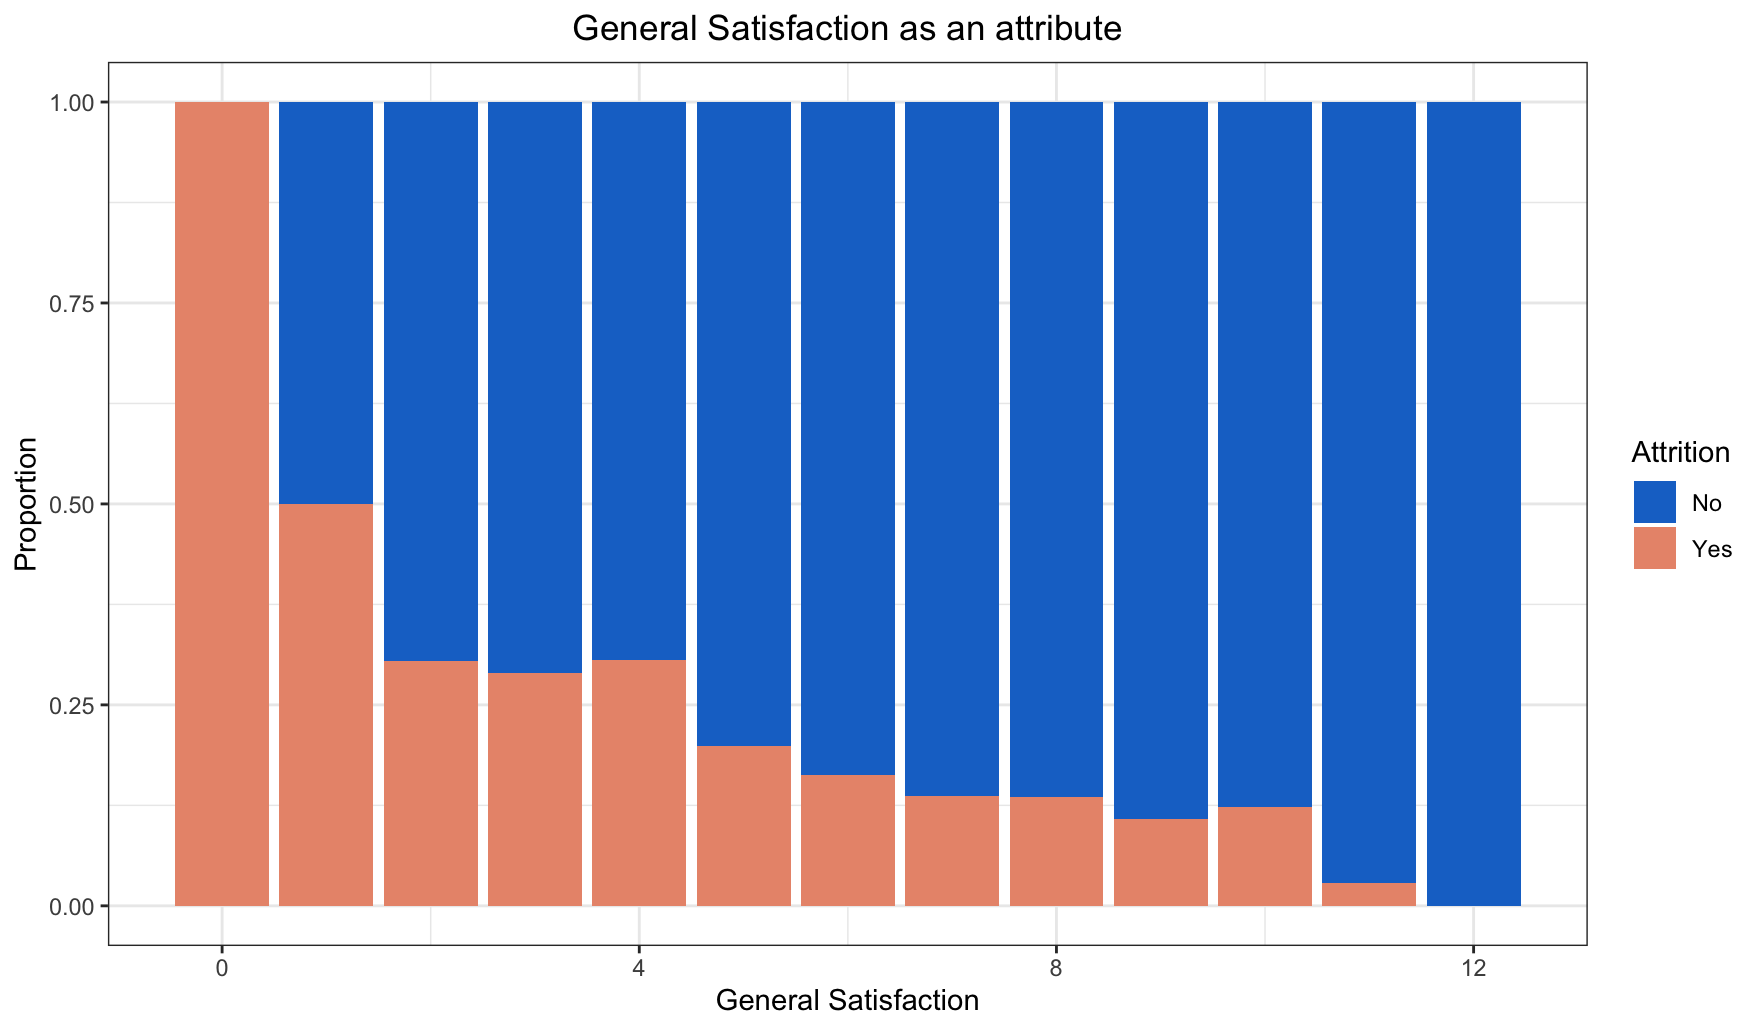 General Satisfaction as an attribute
1.00
0.75
0.50
0.25
0.00
Proportion
0 4 8 12
General Satisfaction
Attrition
No
Yes